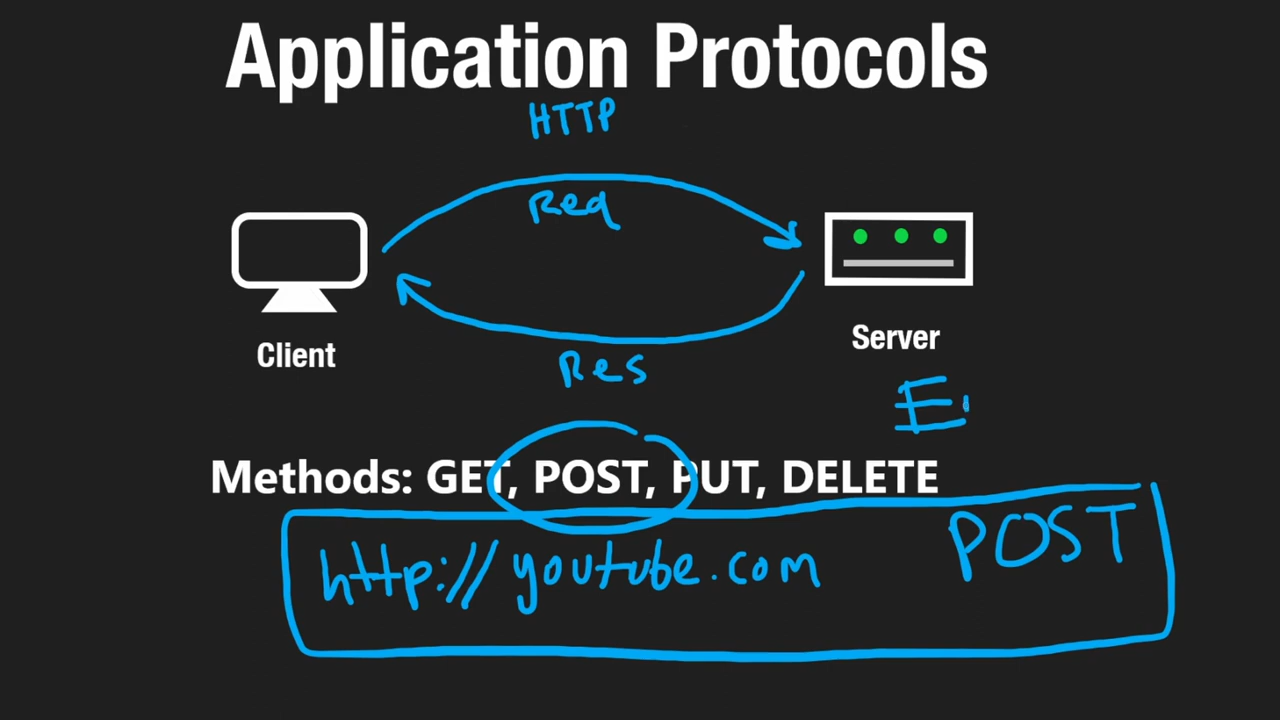 Application Protocols
HTTP
Req
Client
Server
Res
E
Methods: GET, POST, PUT, DELETE
http://youtube.com
POST